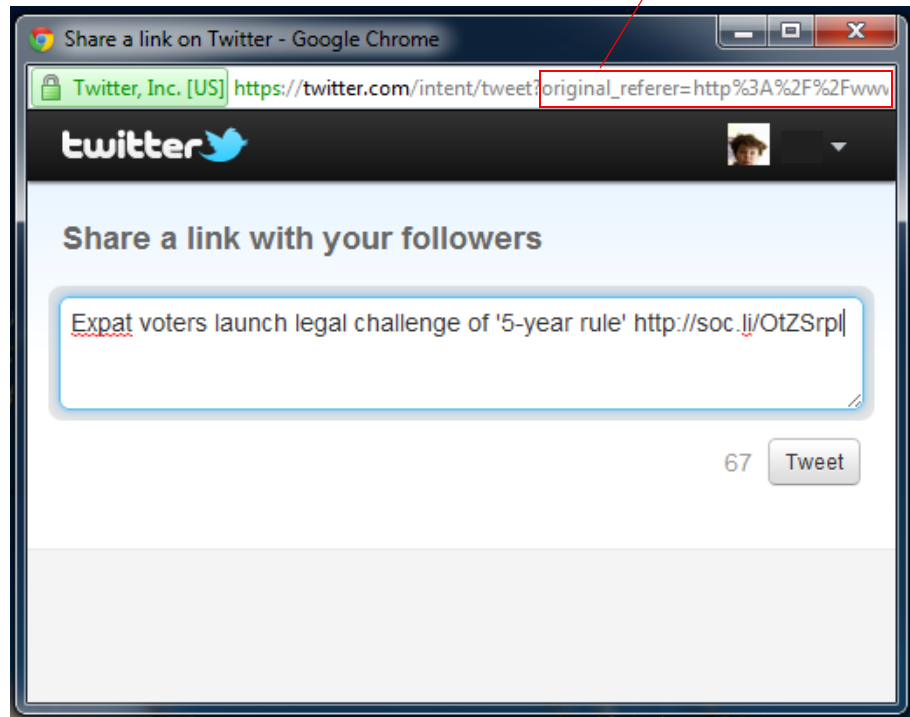 Share a link on Twitter - Google Chrome
Twitter, Inc. [US] https://twitter.com/intent/tweet?original_referer=http%3A%2F%2Fwww
twitter
Share a link with your followers
Expat voters launch legal challenge of '5-year rule' http://soc.li/OtZSrpl
67 Tweet